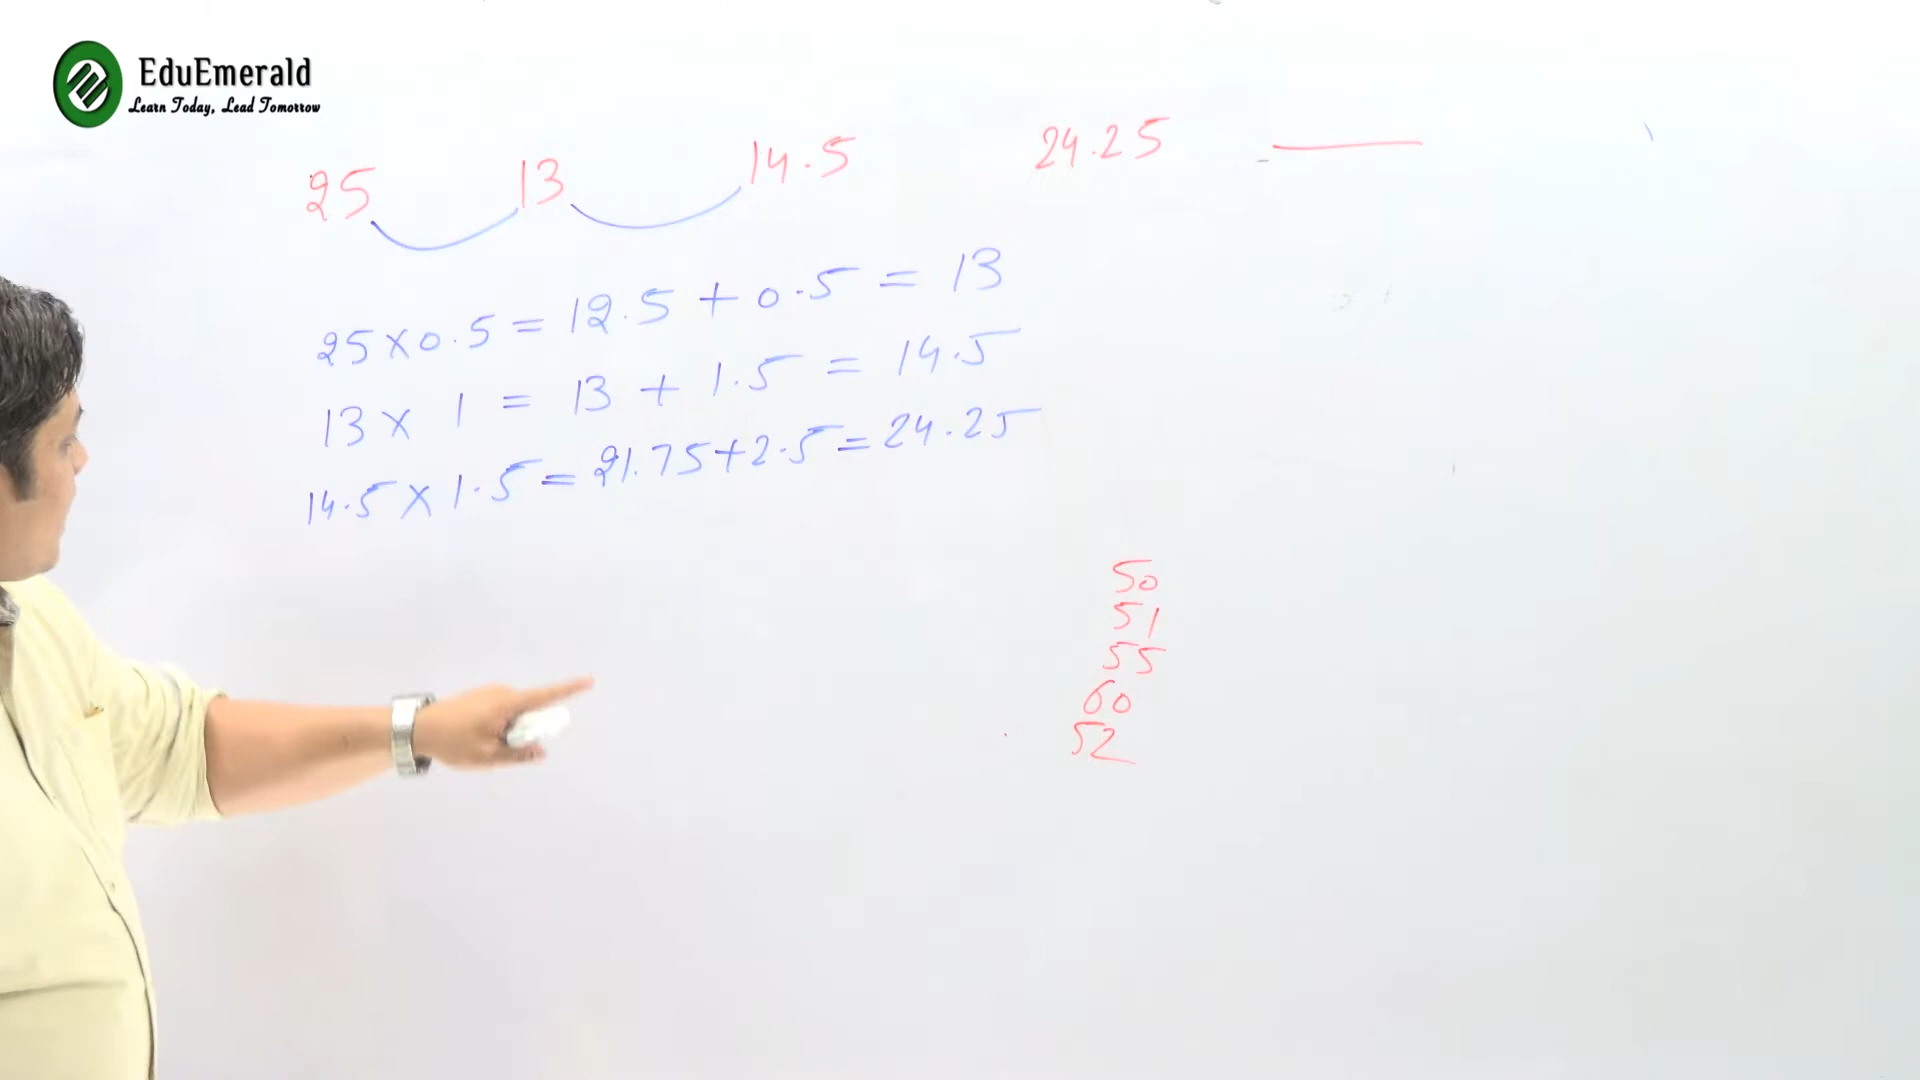 EduEmerald
Learn Today, Lead Tomorrow
25 13 14.5 24.25 ___
25 × 0.5 = 12.5 + 0.5 = 13
13 × 1 = 13 + 1.5 = 14.5
14.5 × 1.5 = 21.75 + 2.5 = 24.25
50
51
55
60
52